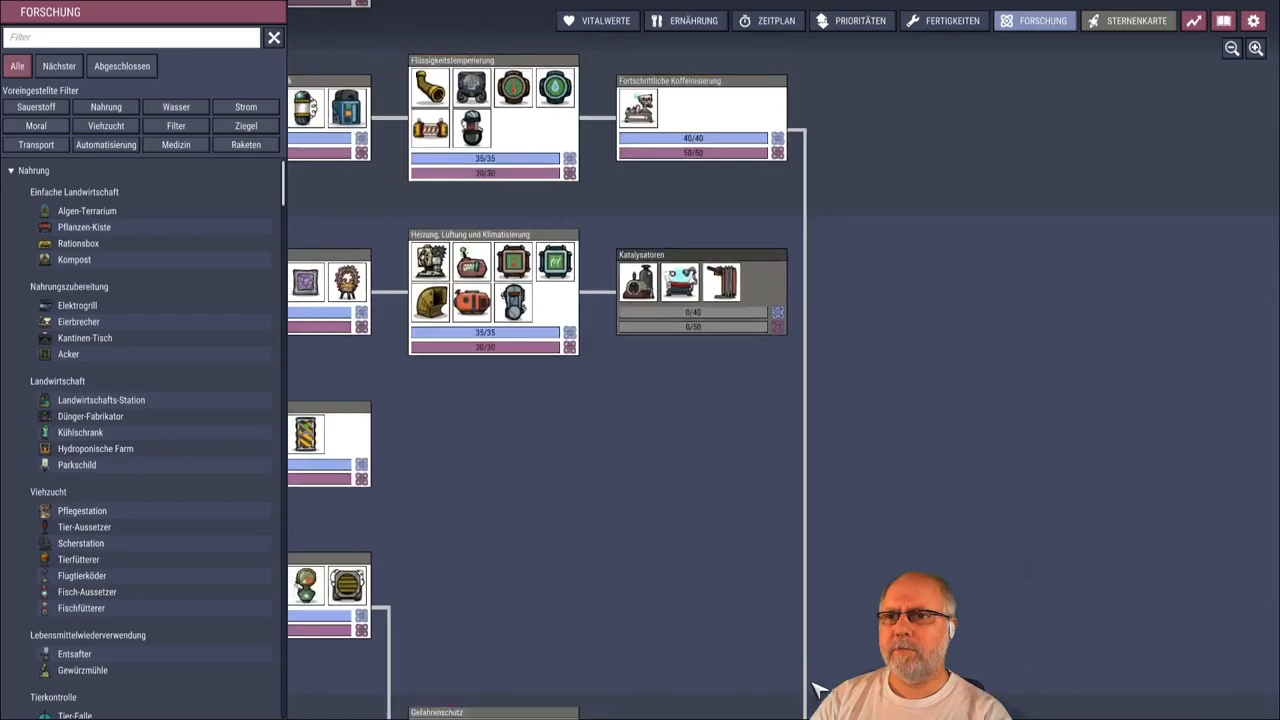 FORSCHUNG
Filter
Alle
Nächster
Abgeschlossen
Voreingestellte Filter
Sauerstoff
Nahrung
Wasser
Strom
Moral
Viehzucht
Filter
Ziegel
Transport
Automatisierung
Medizin
Raketen
Nahrung
Einfache Landwirtschaft
Algen-Terrarium
Pflanzen-Kiste
Rationsbox
Kompost
Nahrungszubereitung
Elektrogrill
Eierbrecher
Kantinen-Tisch
Acker
Landwirtschaft
Landwirtschafts-Station
Dünger-Fabrikator
Kühlschrank
Hydroponische Farm
Parkschild
Viehzucht
Pflegestation
Tier-Aussetzer
Scherstation
Tierfütterer
Flugtierköder
Fisch-Aussetzer
Fischfütterer
Lebensmittelwiederverwendung
Entsafter
Gewürzmühle
Tierkontrolle
Tier-Falle
VITALWERTE
ERNÄHRUNG
ZEITPLAN
PRIORITÄTEN
FERTIGKEITEN
FORSCHUNG
STERNENKARTE
Flüssigkeitstemperierung
35/35
30/30
Fortschrittliche Koffeinisierung
40/40
50/50
Heizung, Lüftung und Klimatisierung
35/35
30/30
Katalysatoren
0/40
0/50
Gefahrenschutz